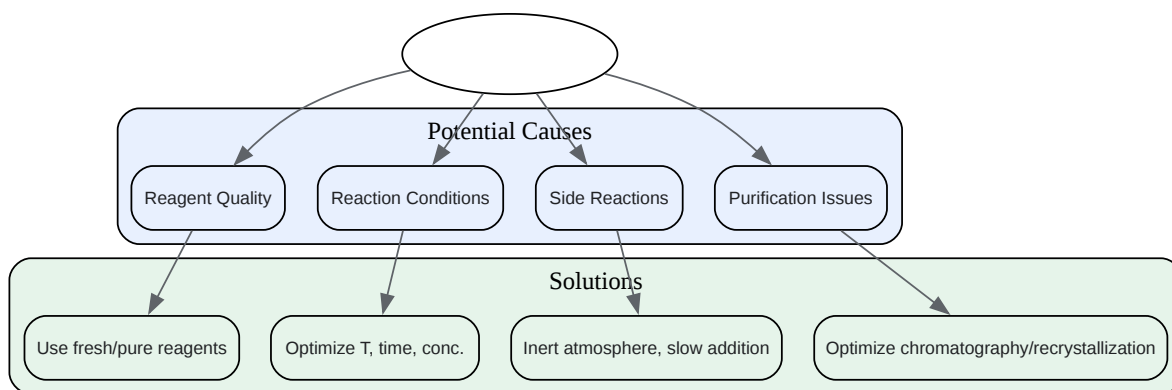 Potential Causes
Reagent Quality
Reaction Conditions
Side Reactions
Purification Issues
Solutions
Use fresh/pure reagents
Optimize T, time, conc.
Inert atmosphere, slow addition
Optimize chromatography/recrystallization